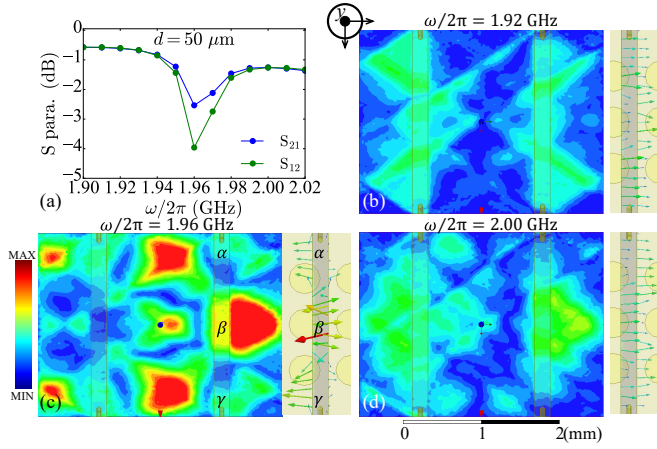 d = 50 μm
0
−1
−2
−3
−4
−5
S para. (dB)
S₂₁
S₁₂
1.90 1.92 1.94 1.96 1.98 2.00 2.02
ω/2π (GHz)
(a)
y
ω/2π = 1.92 GHz
(b)
ω/2π = 1.96 GHz
MAX
MIN
α α
β β
γ γ
(c)
ω/2π = 2.00 GHz
(d)
0 1 2 (mm)